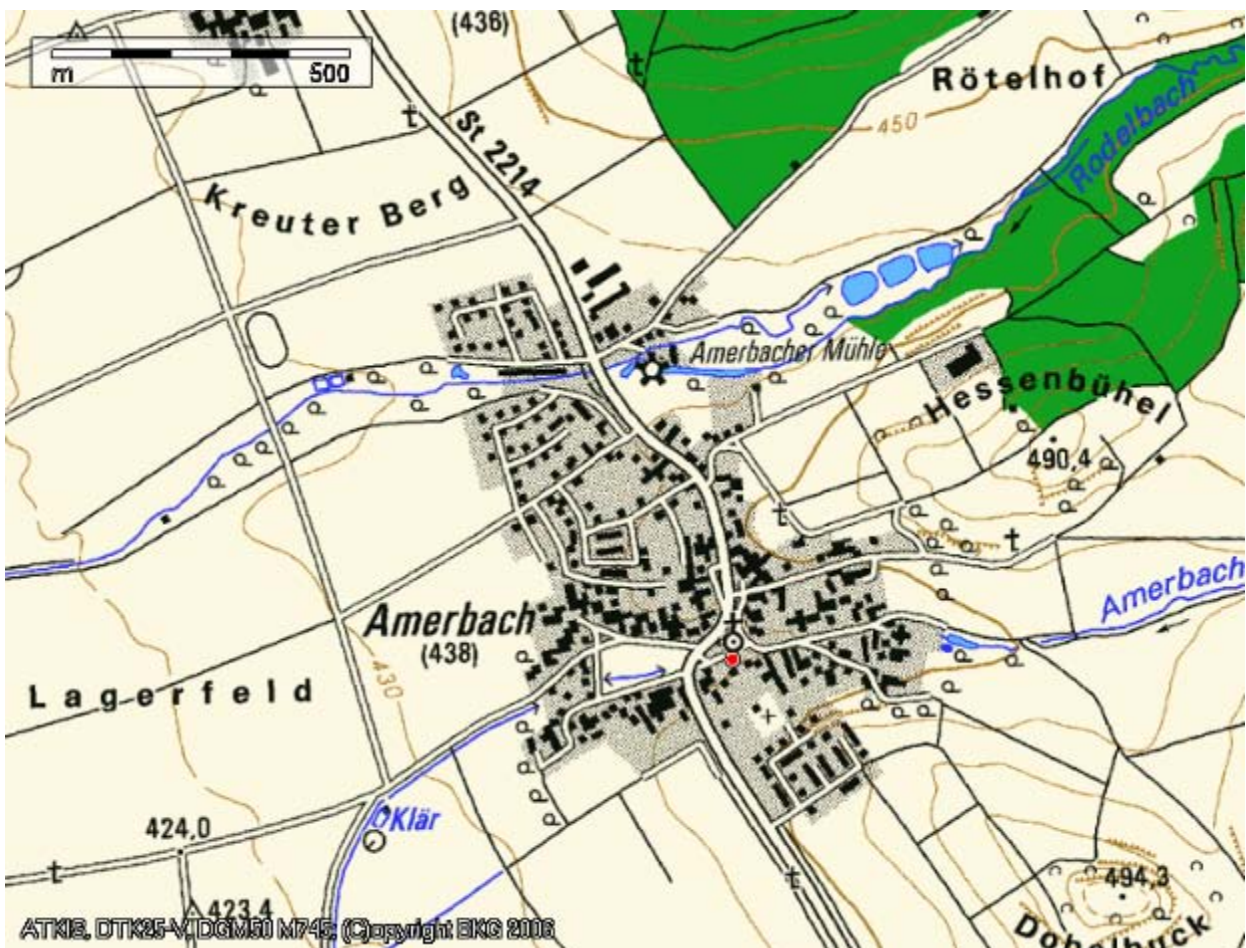 (436)
m 500
Rötelhof
Rodelbach
450
St 2214
Kreuter Berg
Amerbacher Mühle
Hessenbühel
490,4
Amerbach
Amerbach
(438)
430
Lagerfeld
Klär
424,0
494,3
423,4
Dobelbuck
ATKIS, DTK25-V, DGM50 M745; (C)opyright BKG 2006